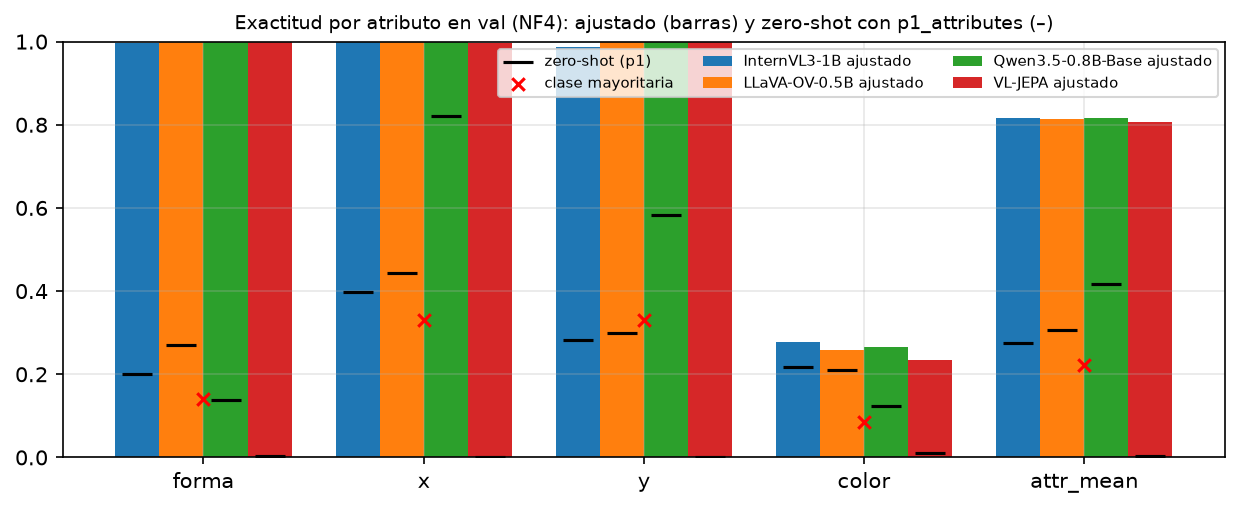 Exactitud por atributo en val (NF4): ajustado (barras) y zero-shot con p1_attributes (–)
1.0
0.8
0.6
0.4
0.2
0.0
zero-shot (p1)
clase mayoritaria
InternVL3-1B ajustado
LLaVA-OV-0.5B ajustado
Qwen3.5-0.8B-Base ajustado
VL-JEPA ajustado
forma
x
y
color
attr_mean